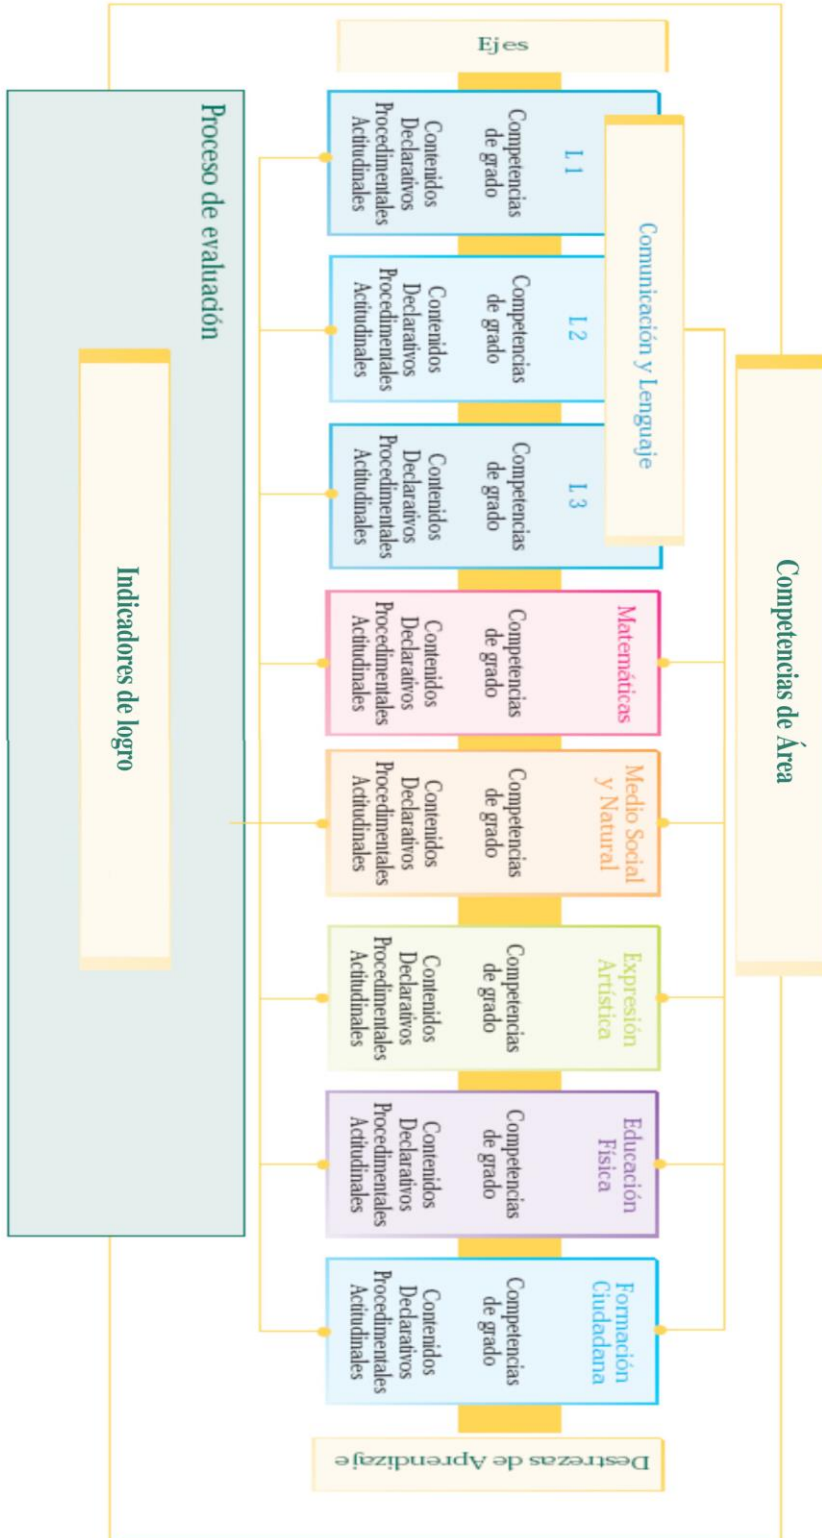 Competencias de Área
Comunicación y Lenguaje
Ejes
L 1
Competencias
de grado
Contenidos
Declarativos
Procedimentales
Actitudinales
L 2
Competencias
de grado
Contenidos
Declarativos
Procedimentales
Actitudinales
L 3
Competencias
de grado
Contenidos
Declarativos
Procedimentales
Actitudinales
Matemáticas
Competencias
de grado
Contenidos
Declarativos
Procedimentales
Actitudinales
Medio Social
y Natural
Competencias
de grado
Contenidos
Declarativos
Procedimentales
Actitudinales
Expresión
Artística
Competencias
de grado
Contenidos
Declarativos
Procedimentales
Actitudinales
Educación
Física
Competencias
de grado
Contenidos
Declarativos
Procedimentales
Actitudinales
Formación
Ciudadana
Competencias
de grado
Contenidos
Declarativos
Procedimentales
Actitudinales
Destrezas de Aprendizaje
Proceso de evaluación
Indicadores de logro